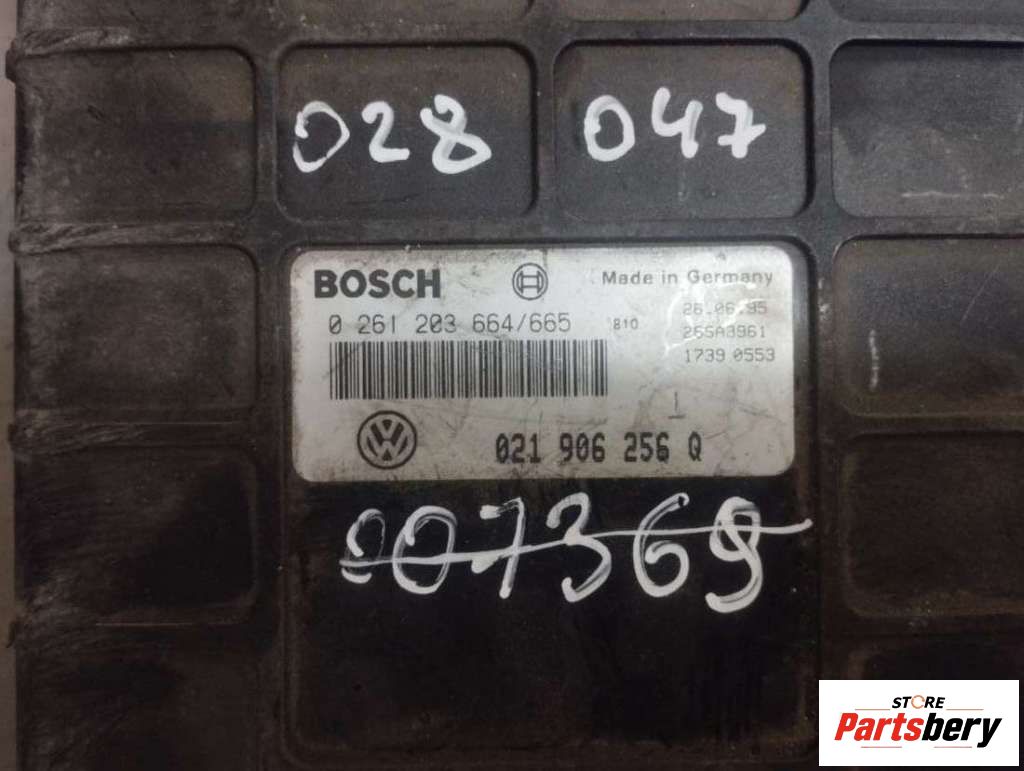 028 047
BOSCH Made in Germany
0 261 203 664/665 810 26.06.95
26SA3961
1739 0553
1
021 906 256 Q
007369
STORE
Partsbery